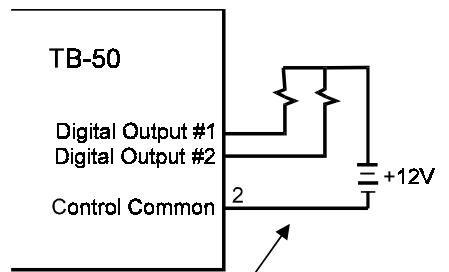 TB-50
Digital Output #1
Digital Output #2
Control Common
2
+12V